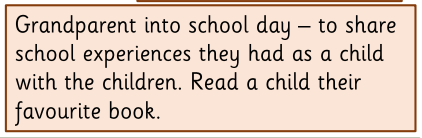 Grandparent into school day – to share
school experiences they had as a child
with the children. Read a child their
favourite book.